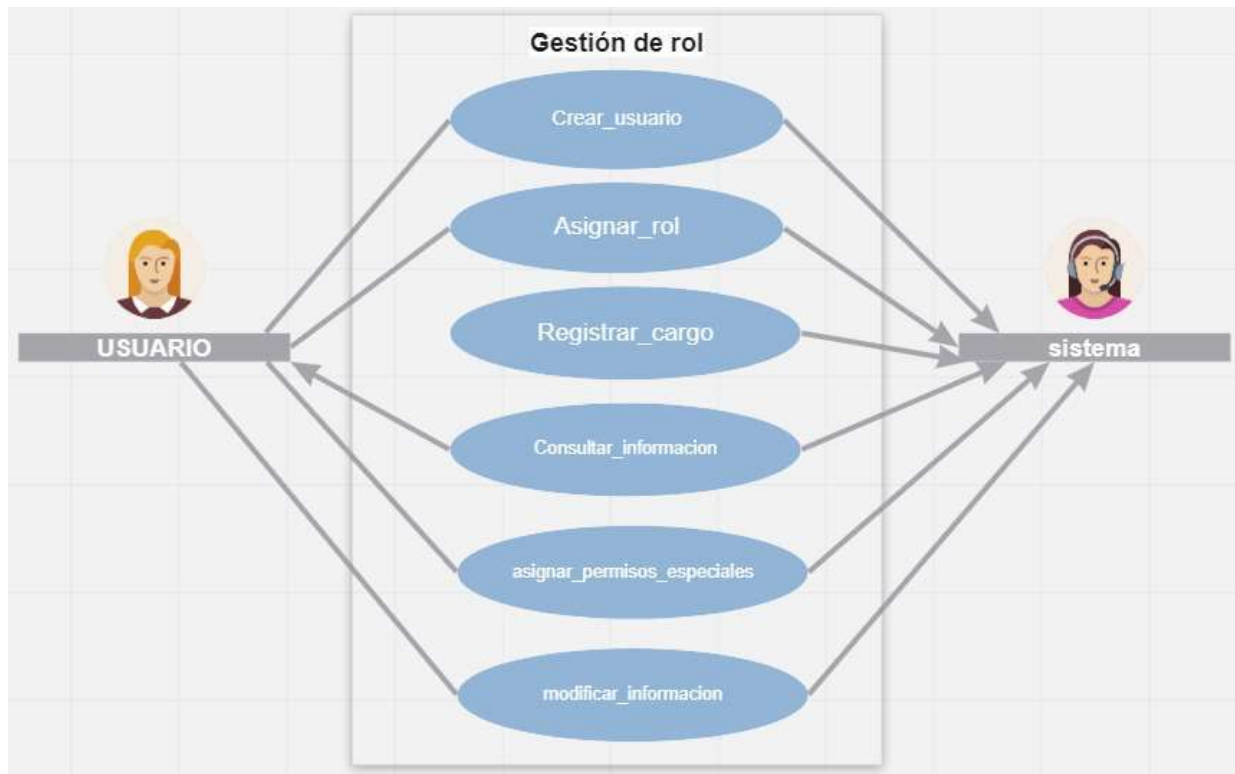 Gestión de rol
Crear_usuario
Asignar_rol
Registrar_cargo
USUARIO
sistema
Consultar_informacion
asignar_permisos_especiales
modificar_informacion